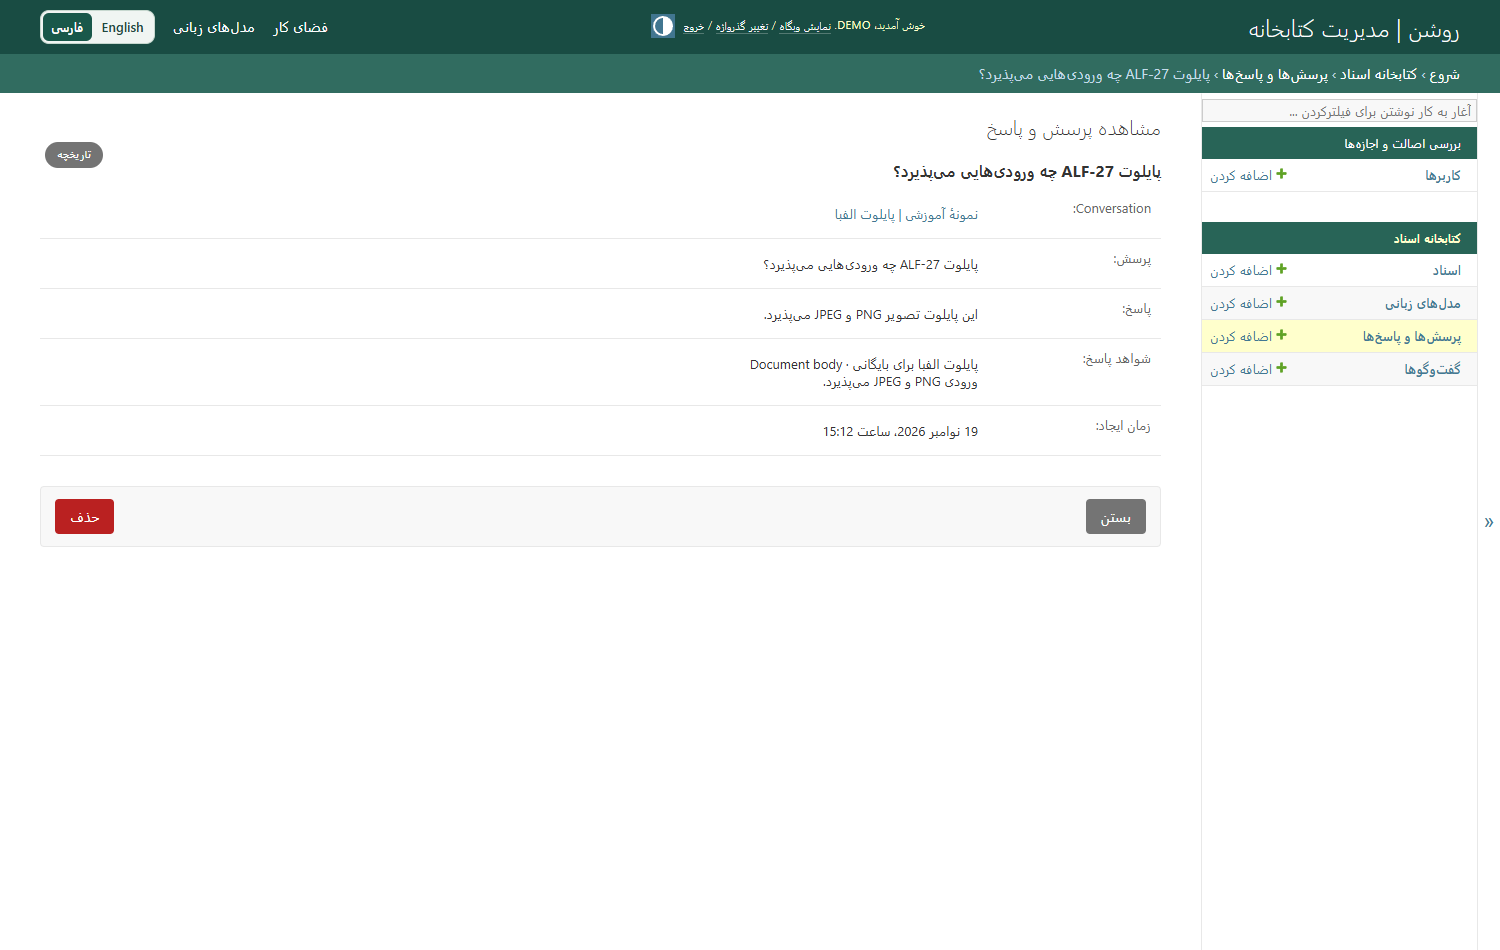 روشن | مدیریت کتابخانه
خوش آمدید، DEMO. نمایش وبگاه / تغییر گذرواژه / خروج
فضای کار
مدل‌های زبانی
English
فارسی
شروع › کتابخانه اسناد › پرسش‌ها و پاسخ‌ها › پایلوت ALF-27 چه ورودی‌هایی می‌پذیرد؟
آغاز به کار نوشتن برای فیلترکردن ...
بررسی اصالت و اجازه‌ها
کاربرها
اضافه کردن
کتابخانه اسناد
اسناد
اضافه کردن
مدل‌های زبانی
اضافه کردن
پرسش‌ها و پاسخ‌ها
اضافه کردن
گفت‌وگوها
اضافه کردن
»
مشاهده پرسش و پاسخ
تاریخچه
پایلوت ALF-27 چه ورودی‌هایی می‌پذیرد؟
Conversation:
نمونهٔ آموزشی | پایلوت الفبا
پرسش:
پایلوت ALF-27 چه ورودی‌هایی می‌پذیرد؟
پاسخ:
این پایلوت تصویر PNG و JPEG می‌پذیرد.
شواهد پاسخ:
پایلوت الفبا برای بایگانی · Document body
ورودی PNG و JPEG می‌پذیرد.
زمان ایجاد:
19 نوامبر 2026، ساعت 15:12
بستن
حذف